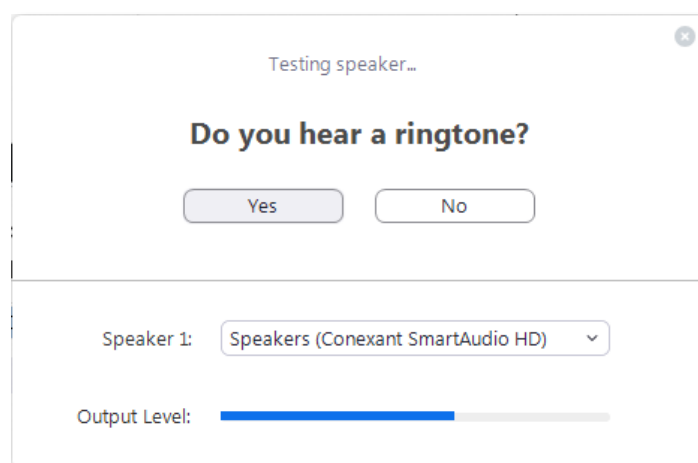 Testing speaker...
Do you hear a ringtone?
Yes No
Speaker 1: Speakers (Conexant SmartAudio HD)
Output Level: